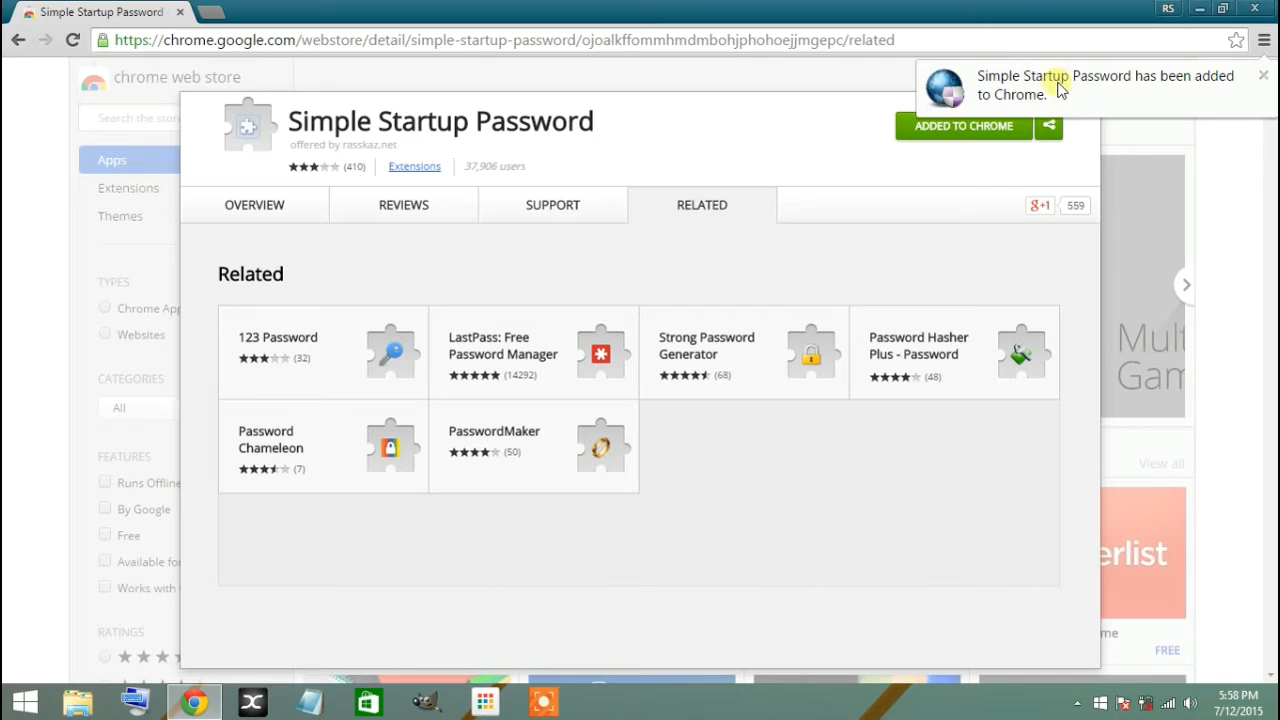 Simple Startup Password
RS
https://chrome.google.com/webstore/detail/simple-startup-password/ojoalkffommhmdmbohjphohoejjmgepc/related
chrome web store
Simple Startup Password has been added
to Chrome.
Search the store
Simple Startup Password
offered by rasskaz.net
ADDED TO CHROME
(410)
Extensions
37,906 users
Apps
Extensions
Themes
OVERVIEW
REVIEWS
SUPPORT
RELATED
g+1
559
Related
TYPES
Chrome App
Websites
CATEGORIES
All
FEATURES
Runs Offline
By Google
Free
Available fo
Works with
RATINGS
123 Password
(32)
LastPass: Free
Password Manager
(14292)
Strong Password
Generator
(68)
Password Hasher
Plus - Password
(48)
Password
Chameleon
(7)
PasswordMaker
(50)
Mult
Gam
View all
erlist
me
FREE
5:58 PM
7/12/2015